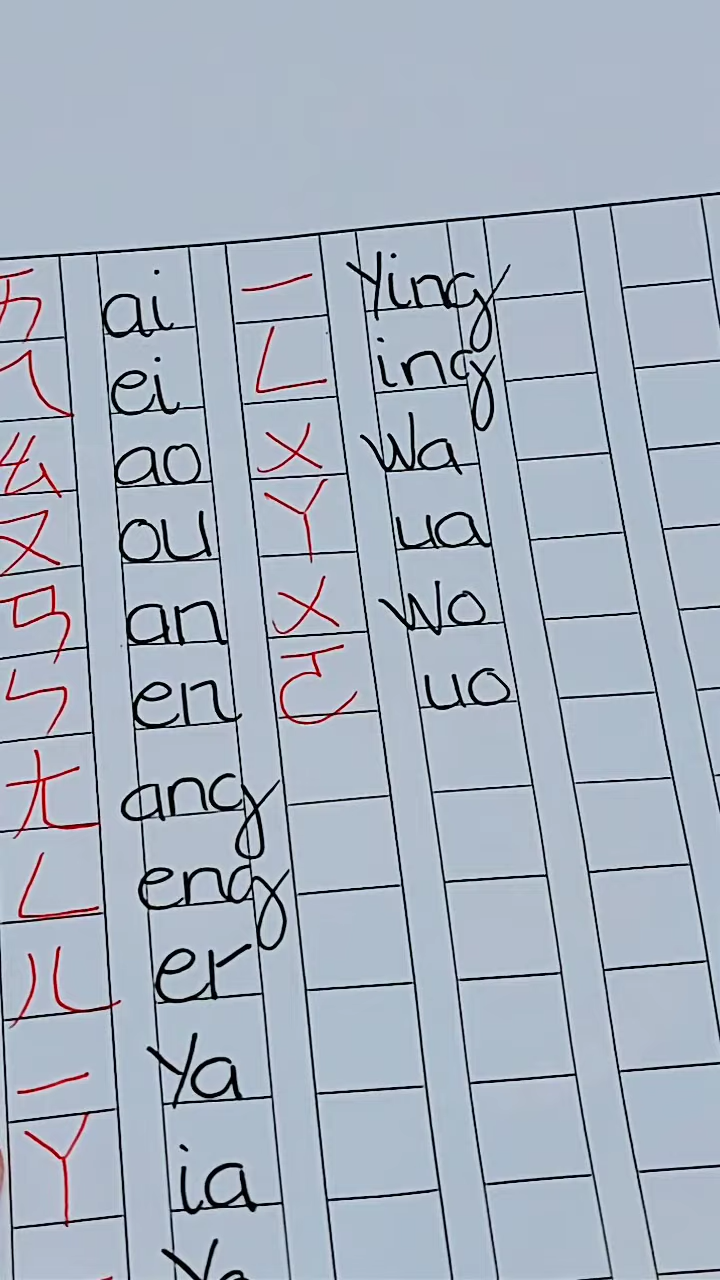 ㄞ ai
ㄟ ei
ㄠ ao
ㄡ ou
ㄢ an
ㄣ en
ㄤ ang
ㄥ eng
ㄦ er
ㄧ Ya
ㄚ ia
ㄧ Ying
ㄥ ing
ㄨ Wa
ㄚ ua
ㄨ Wo
ㄛ uo